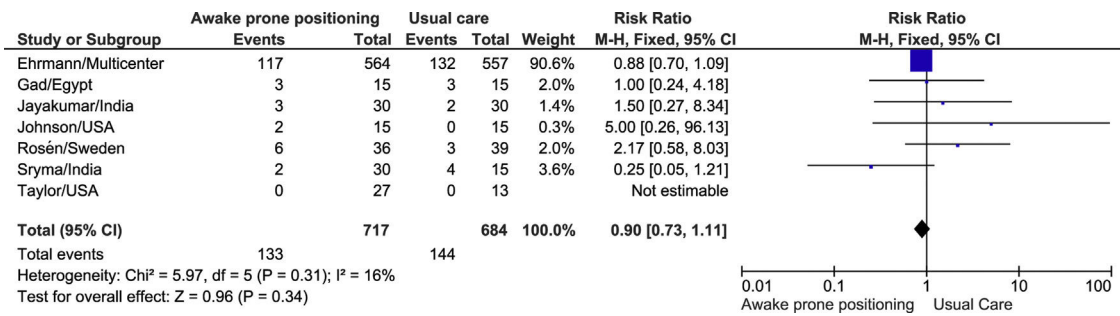 Awake prone positioning Usual care Risk Ratio Risk Ratio
Study or Subgroup Events Total Events Total Weight M-H, Fixed, 95% CI M-H, Fixed, 95% CI
Ehrmann/Multicenter 117 564 132 557 90.6% 0.88 [0.70, 1.09]
Gad/Egypt 3 15 3 15 2.0% 1.00 [0.24, 4.18]
Jayakumar/India 3 30 2 30 1.4% 1.50 [0.27, 8.34]
Johnson/USA 2 15 0 15 0.3% 5.00 [0.26, 96.13]
Rosén/Sweden 6 36 3 39 2.0% 2.17 [0.58, 8.03]
Sryma/India 2 30 4 15 3.6% 0.25 [0.05, 1.21]
Taylor/USA 0 27 0 13 Not estimable
Total (95% CI) 717 684 100.0% 0.90 [0.73, 1.11]
Total events 133 144
Heterogeneity: Chi² = 5.97, df = 5 (P = 0.31); I² = 16%
Test for overall effect: Z = 0.96 (P = 0.34)
0.01 0.1 1 10 100
Awake prone positioning Usual Care